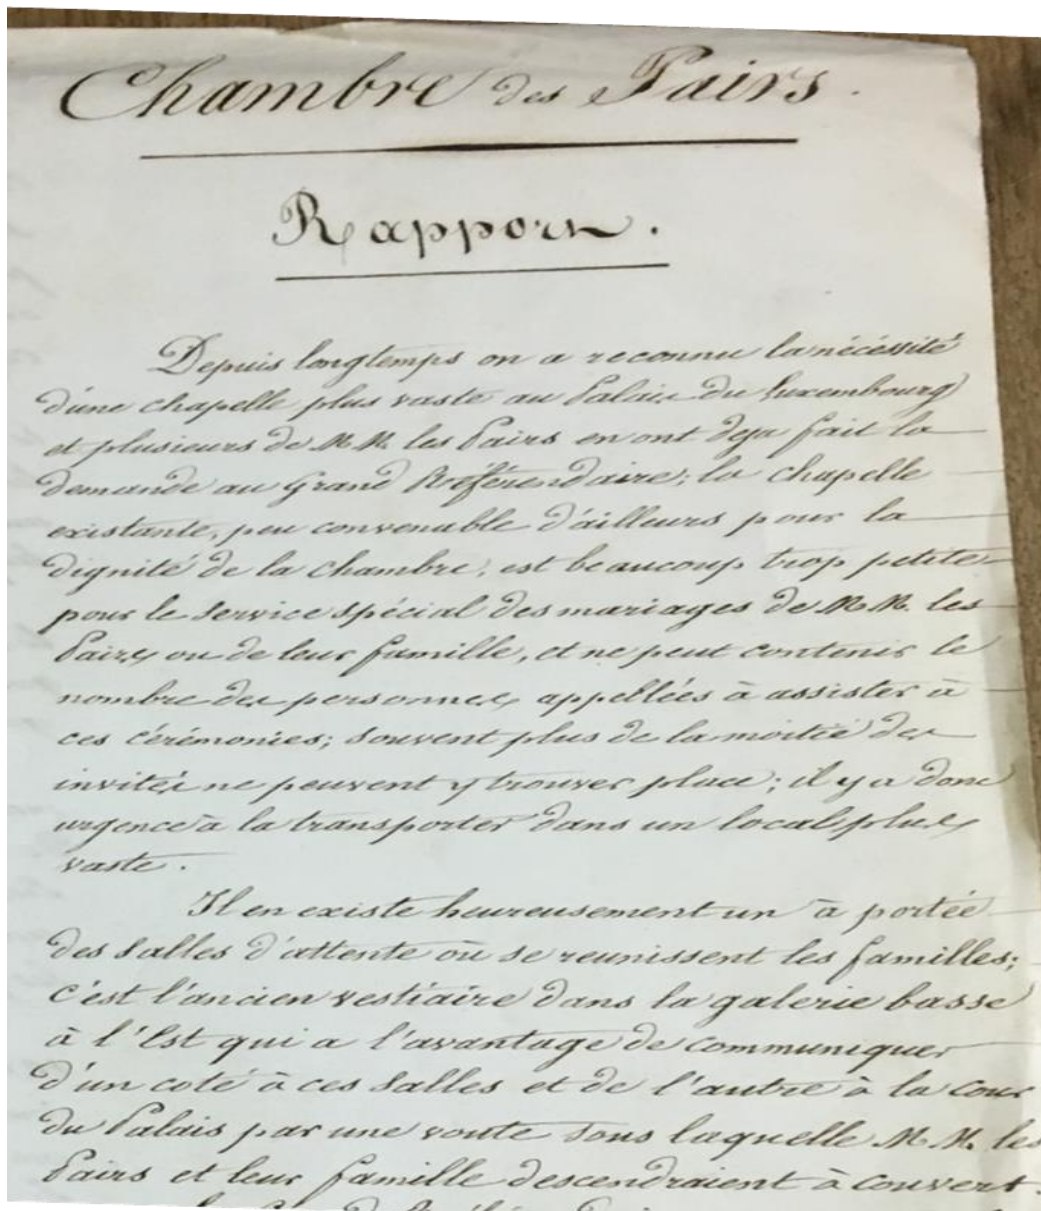 Chambre des Pairs.
Rapport.
Depuis longtemps on a reconnu la nécéssité
d'une chapelle plus vaste au Palais du Luxembourg
et plusieurs de M.M. les Pairs en ont deja fait la
demande au Grand Référendaire; la chapelle
existante, peu convenable d'ailleurs pour la
dignité de la chambre, est beaucoup trop petite
pour le service spécial des mariages de M.M. les
Pairs ou de leur famille, et ne peut contenir le
nombre des personnes appellées à assister à
ces cérémonies; souvent plus de la moitié des
invités ne peuvent y trouver place; il y a donc
urgence à la transporter dans un local plus
vaste.
Il en existe heureusement un à portée
des salles d'attente où se reunissent les familles;
c'est l'ancien vestiaire dans la galerie basse
à l'Est qui a l'avantage de communiquer
d'un coté à ces salles et de l'autre à la cour
du Palais par une voute sous laquelle M.M. les
Pairs et leur famille descendraient à couvert.